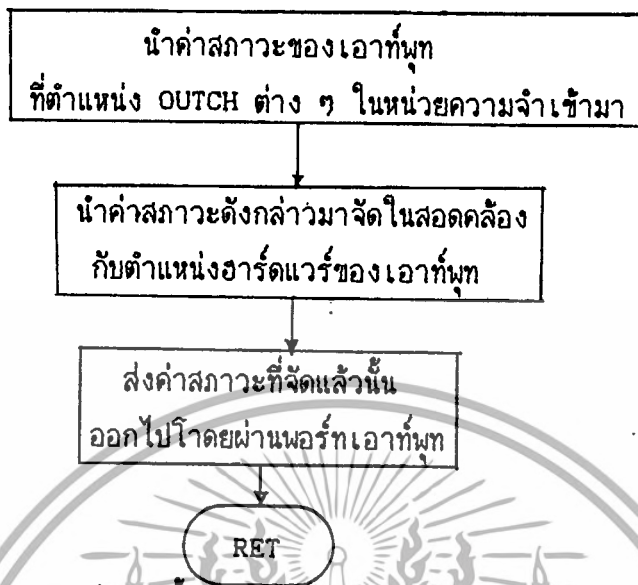 นำค่าสภาวะของเอาท์พุท
ที่ตำแหน่ง OUTCH ต่าง ๆ ในหน่วยความจำเข้ามา
นำค่าสภาวะดังกล่าวมาจัดในสอดคล้อง
กับตำแหน่งฮาร์ดแวร์ของเอาท์พุท
ส่งค่าสภาวะที่จัดแล้วนั้น
ออกไปโาดยผ่านพอร์ทเอาท์พุท
RET